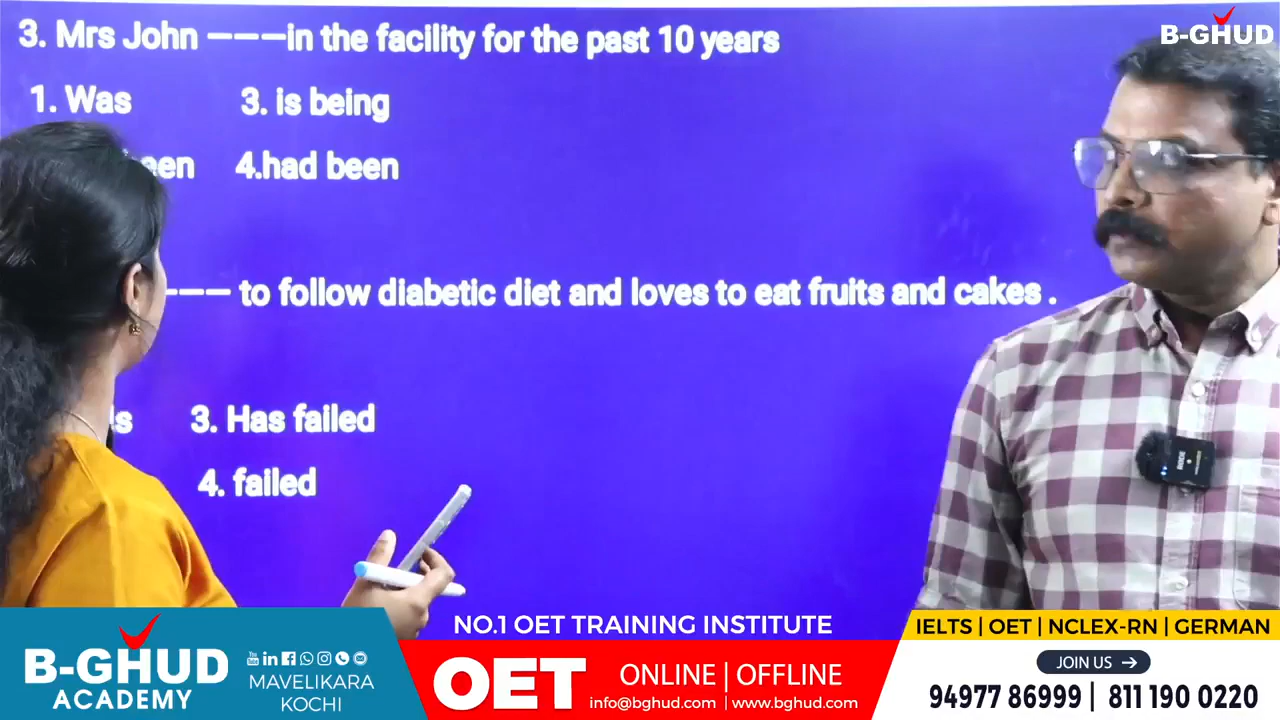 3. Mrs John ---in the facility for the past 10 years
B-GHUD
1. Was 3. is being
4.had been
--- to follow diabetic diet and loves to eat fruits and cakes .
3. Has failed
4. failed
NO.1 OET TRAINING INSTITUTE
IELTS | OET | NCLEX-RN | GERMAN
B-GHUD
ACADEMY
MAVELIKARA
KOCHI
OET
ONLINE | OFFLINE
info@bghud.com | www.bghud.com
JOIN US
94977 86999 | 811 190 0220